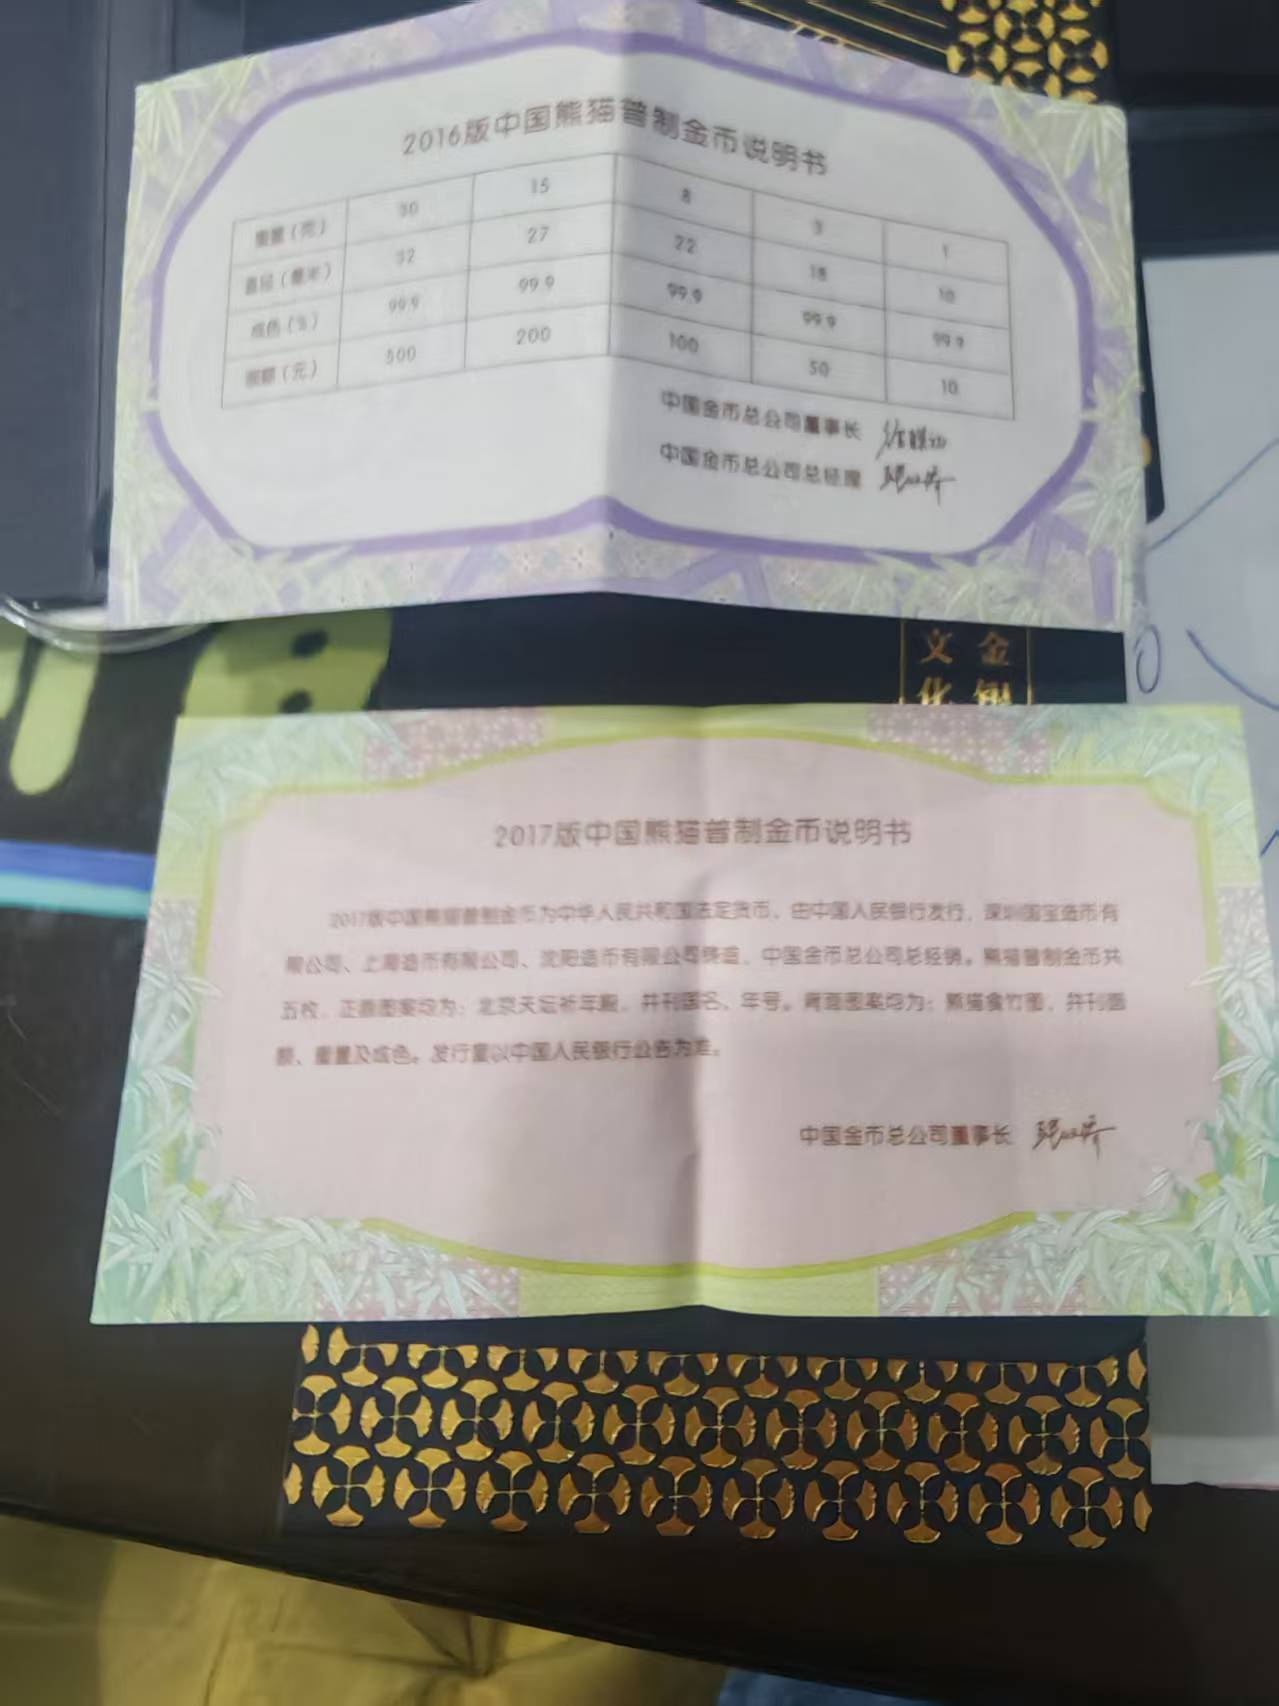 2016版中国熊猫普制金币说明书
重量（克） 30 15 8 3 1
直径（毫米） 32 27 22 18 10
成色（%） 99.9 99.9 99.9 99.9 99.9
面额（元） 500 200 100 50 10
中国金币总公司董事长
中国金币总公司总经理
文 金
化 银
2017版中国熊猫普制金币说明书
2017版中国熊猫普制金币为中华人民共和国法定货币，由中国人民银行发行，深圳国宝造币有
限公司、上海造币有限公司、沈阳造币有限公司铸造，中国金币总公司总经销。熊猫普制金币共
五枚，正面图案均为：北京天坛祈年殿，并刊国名、年号。背面图案均为：熊猫食竹图，并刊面
额、重量及成色。发行量以中国人民银行公告为准。
中国金币总公司董事长